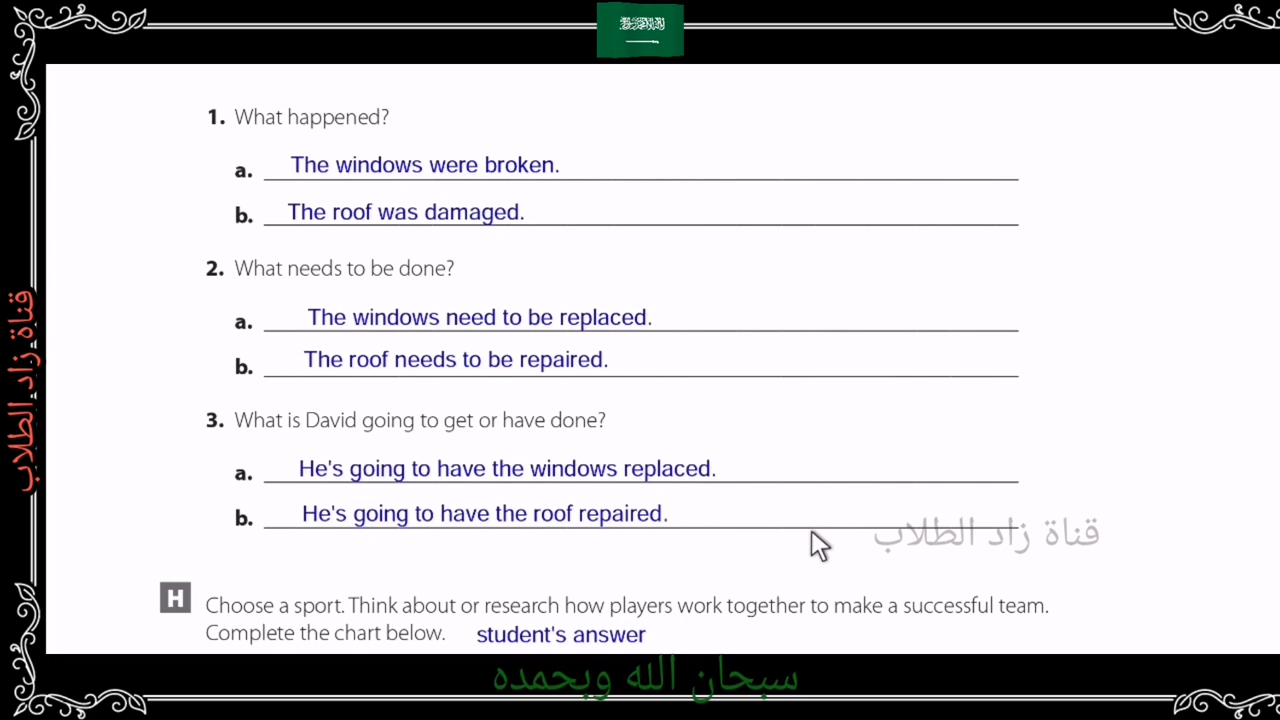 1. What happened?
a. The windows were broken.
b. The roof was damaged.
2. What needs to be done?
a. The windows need to be replaced.
b. The roof needs to be repaired.
3. What is David going to get or have done?
a. He's going to have the windows replaced.
b. He's going to have the roof repaired.
قناة زاد الطلاب
قناة زاد الطلاب
H Choose a sport. Think about or research how players work together to make a successful team.
Complete the chart below. student's answer
سبحان الله وبحمده